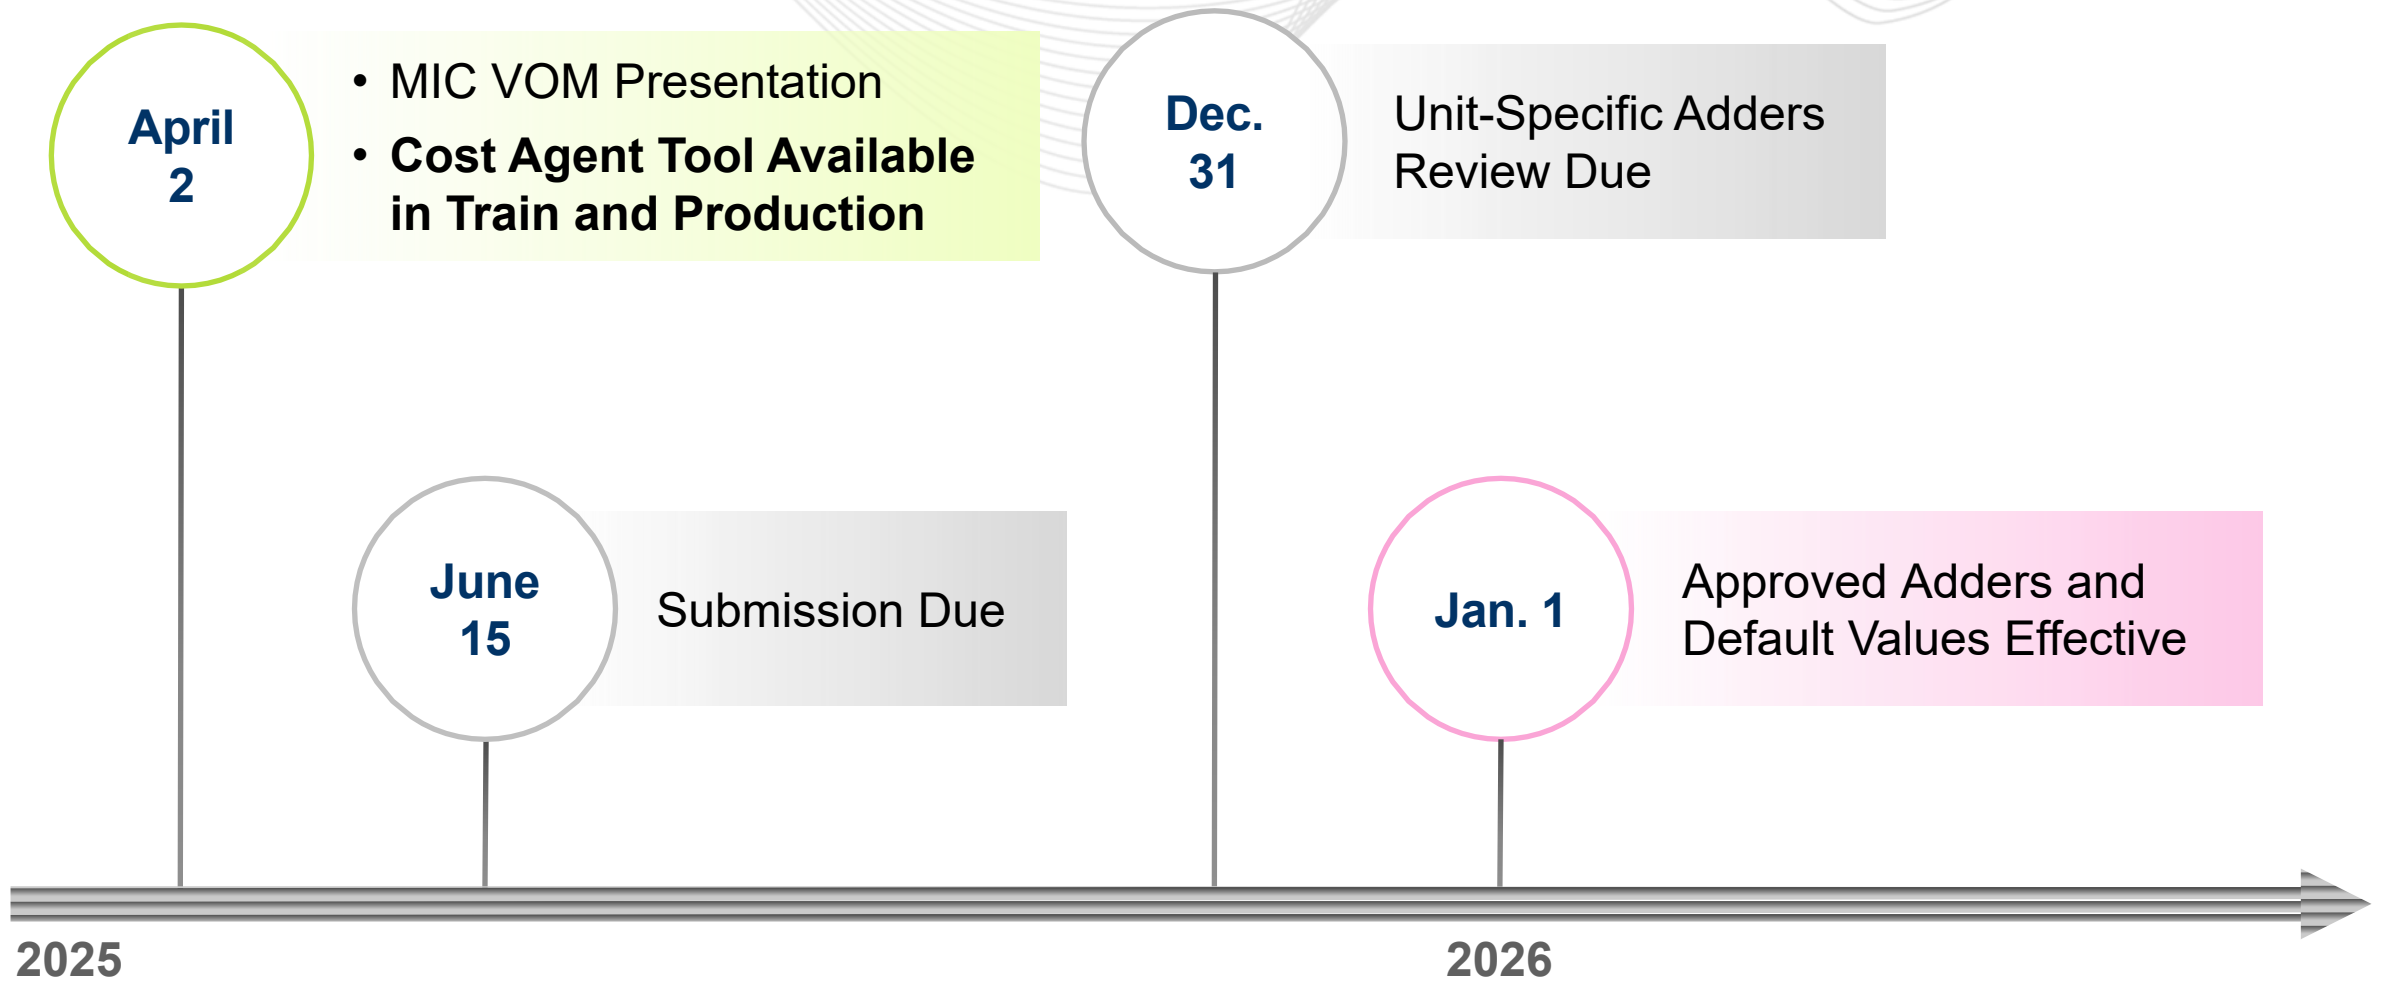 April
2
• MIC VOM Presentation
• Cost Agent Tool Available
in Train and Production
Dec.
31
Unit-Specific Adders
Review Due
June
15
Submission Due
Jan. 1
Approved Adders and
Default Values Effective
2025
2026